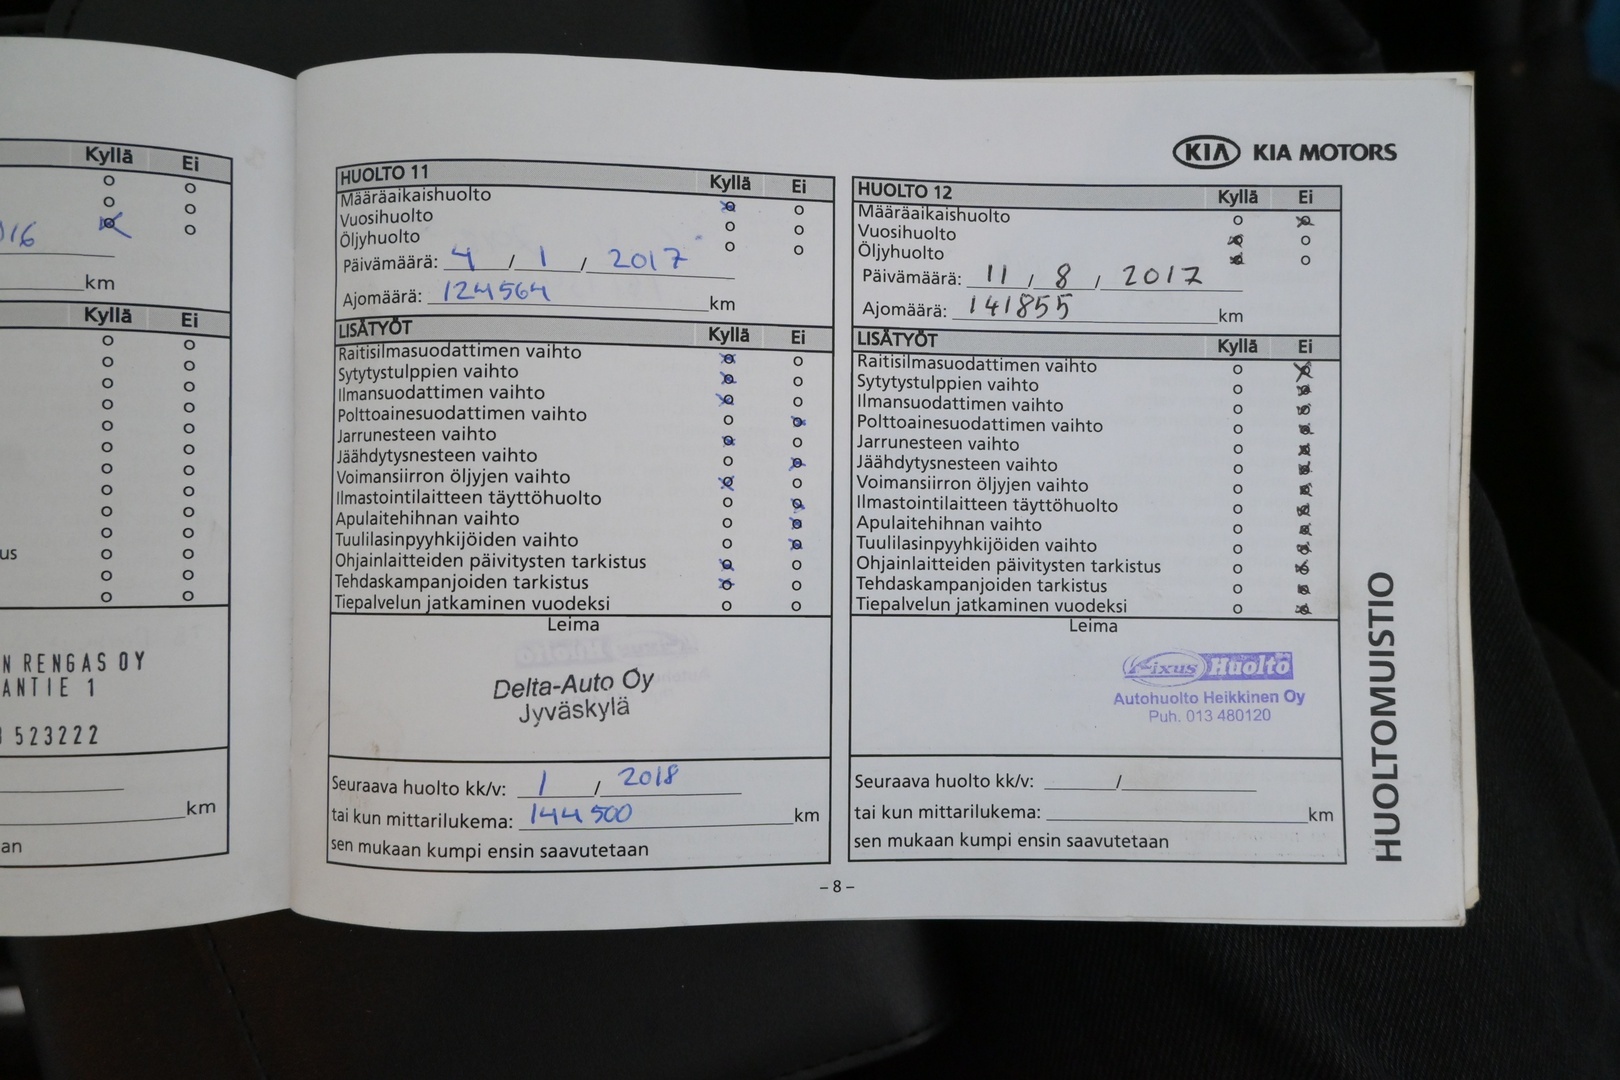 Kyllä Ei
016
km
Kyllä Ei
us
N RENGAS OY
ANTIE 1
523222
km
an
KIA KIA MOTORS
HUOLTO 11 Kyllä Ei
Määräaikaishuolto
Vuosihuolto
Öljyhuolto
Päivämäärä: 4 / 1 / 2017
Ajomäärä: 124564 km
LISÄTYÖT Kyllä Ei
Raitisilmasuodattimen vaihto
Sytytystulppien vaihto
Ilmansuodattimen vaihto
Polttoainesuodattimen vaihto
Jarrunesteen vaihto
Jäähdytysnesteen vaihto
Voimansiirron öljyjen vaihto
Ilmastointilaitteen täyttöhuolto
Apulaitehihnan vaihto
Tuulilasinpyyhkijöiden vaihto
Ohjainlaitteiden päivitysten tarkistus
Tehdaskampanjoiden tarkistus
Tiepalvelun jatkaminen vuodeksi
Leima
Delta-Auto Oy
Jyväskylä
Seuraava huolto kk/v: 1 / 2018
tai kun mittarilukema: 144 500 km
sen mukaan kumpi ensin saavutetaan
HUOLTO 12 Kyllä Ei
Määräaikaishuolto
Vuosihuolto
Öljyhuolto
Päivämäärä: 11 / 8 / 2017
Ajomäärä: 141855 km
LISÄTYÖT Kyllä Ei
Raitisilmasuodattimen vaihto
Sytytystulppien vaihto
Ilmansuodattimen vaihto
Polttoainesuodattimen vaihto
Jarrunesteen vaihto
Jäähdytysnesteen vaihto
Voimansiirron öljyjen vaihto
Ilmastointilaitteen täyttöhuolto
Apulaitehihnan vaihto
Tuulilasinpyyhkijöiden vaihto
Ohjainlaitteiden päivitysten tarkistus
Tehdaskampanjoiden tarkistus
Tiepalvelun jatkaminen vuodeksi
Leima
Fixus Huolto
Autohuolto Heikkinen Oy
Puh. 013 480120
Seuraava huolto kk/v: /
tai kun mittarilukema: km
sen mukaan kumpi ensin saavutetaan
HUOLTOMUISTIO
– 8 –